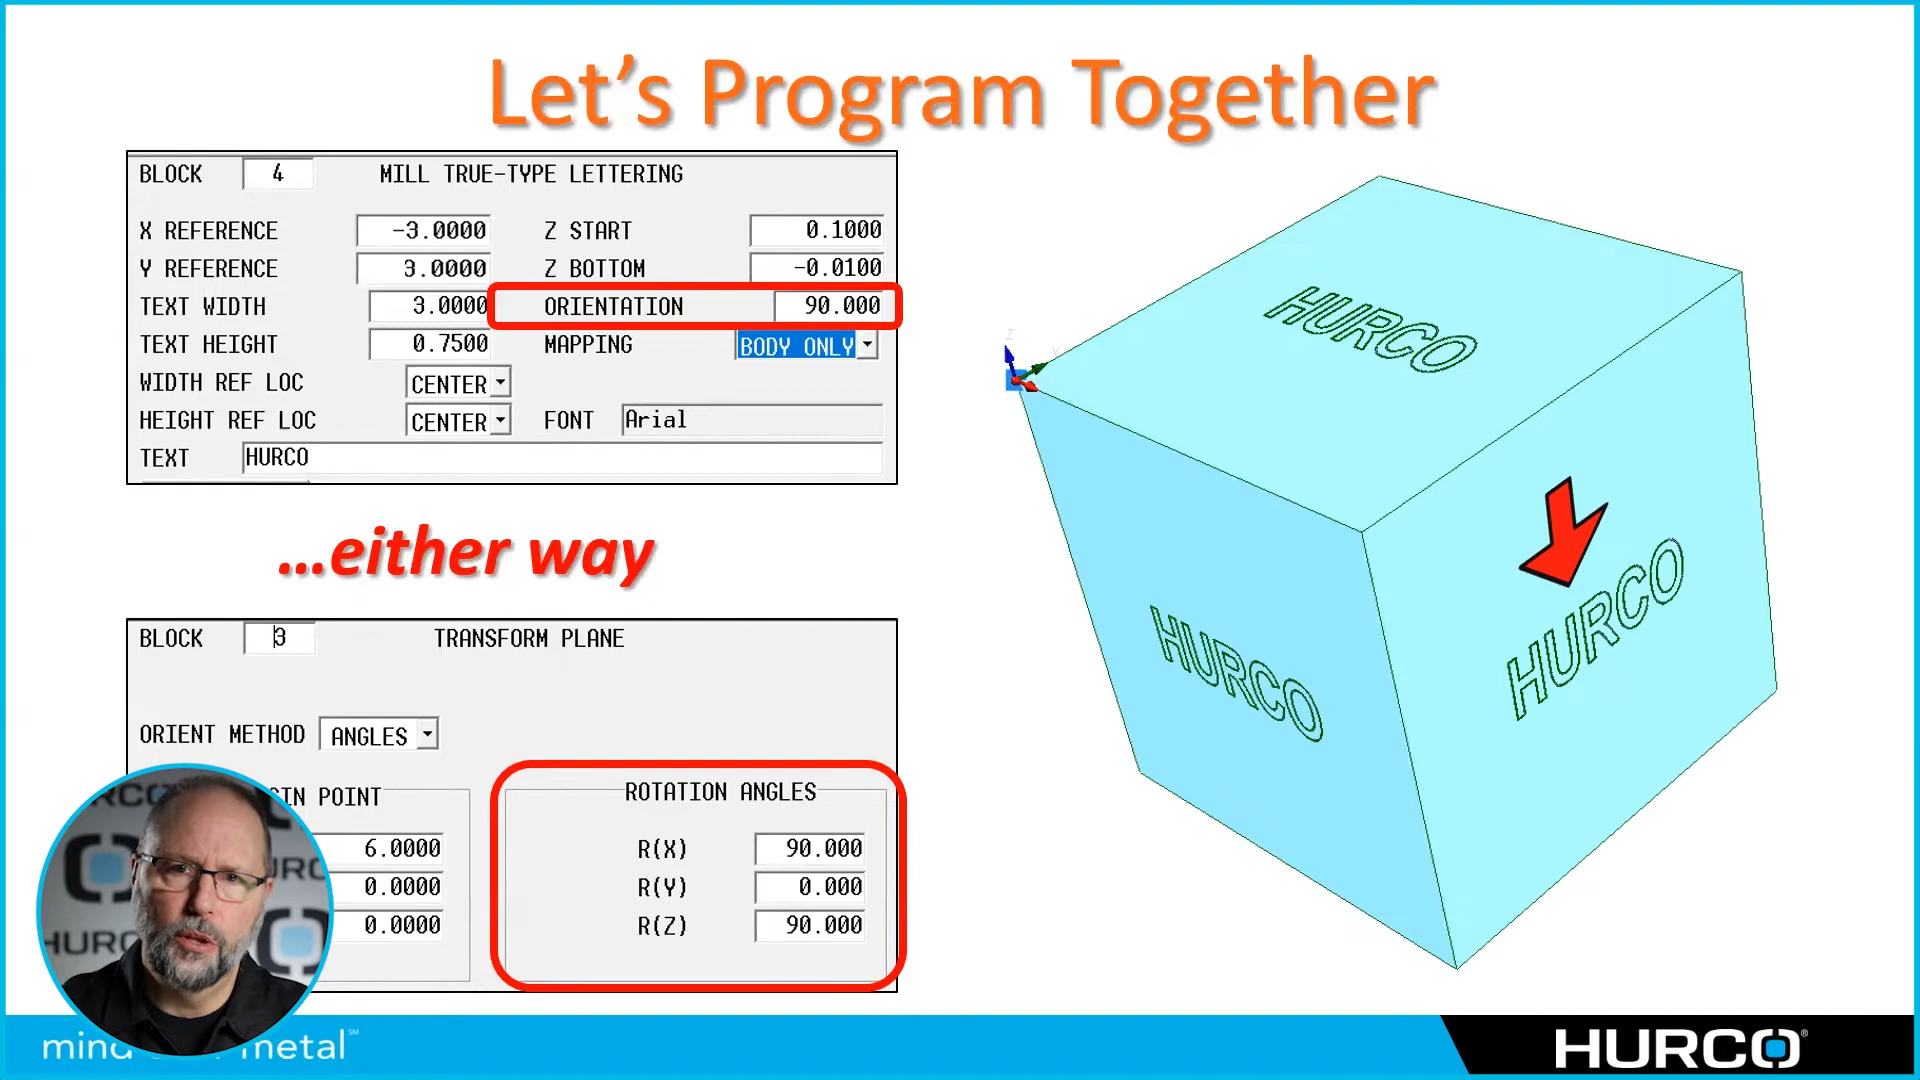 Let's Program Together
BLOCK 4 MILL TRUE-TYPE LETTERING
X REFERENCE -3.0000 Z START 0.1000
Y REFERENCE 3.0000 Z BOTTOM -0.0100
TEXT WIDTH 3.0000 ORIENTATION 90.000
TEXT HEIGHT 0.7500 MAPPING BODY ONLY
WIDTH REF LOC CENTER
HEIGHT REF LOC CENTER FONT Arial
TEXT HURCO
...either way
BLOCK 3 TRANSFORM PLANE
ORIENT METHOD ANGLES
POINT
ROTATION ANGLES
6.0000 R(X) 90.000
0.0000 R(Y) 0.000
0.0000 R(Z) 90.000
HURCO
HURCO
HURCO
Z
metal℠
HURCO®